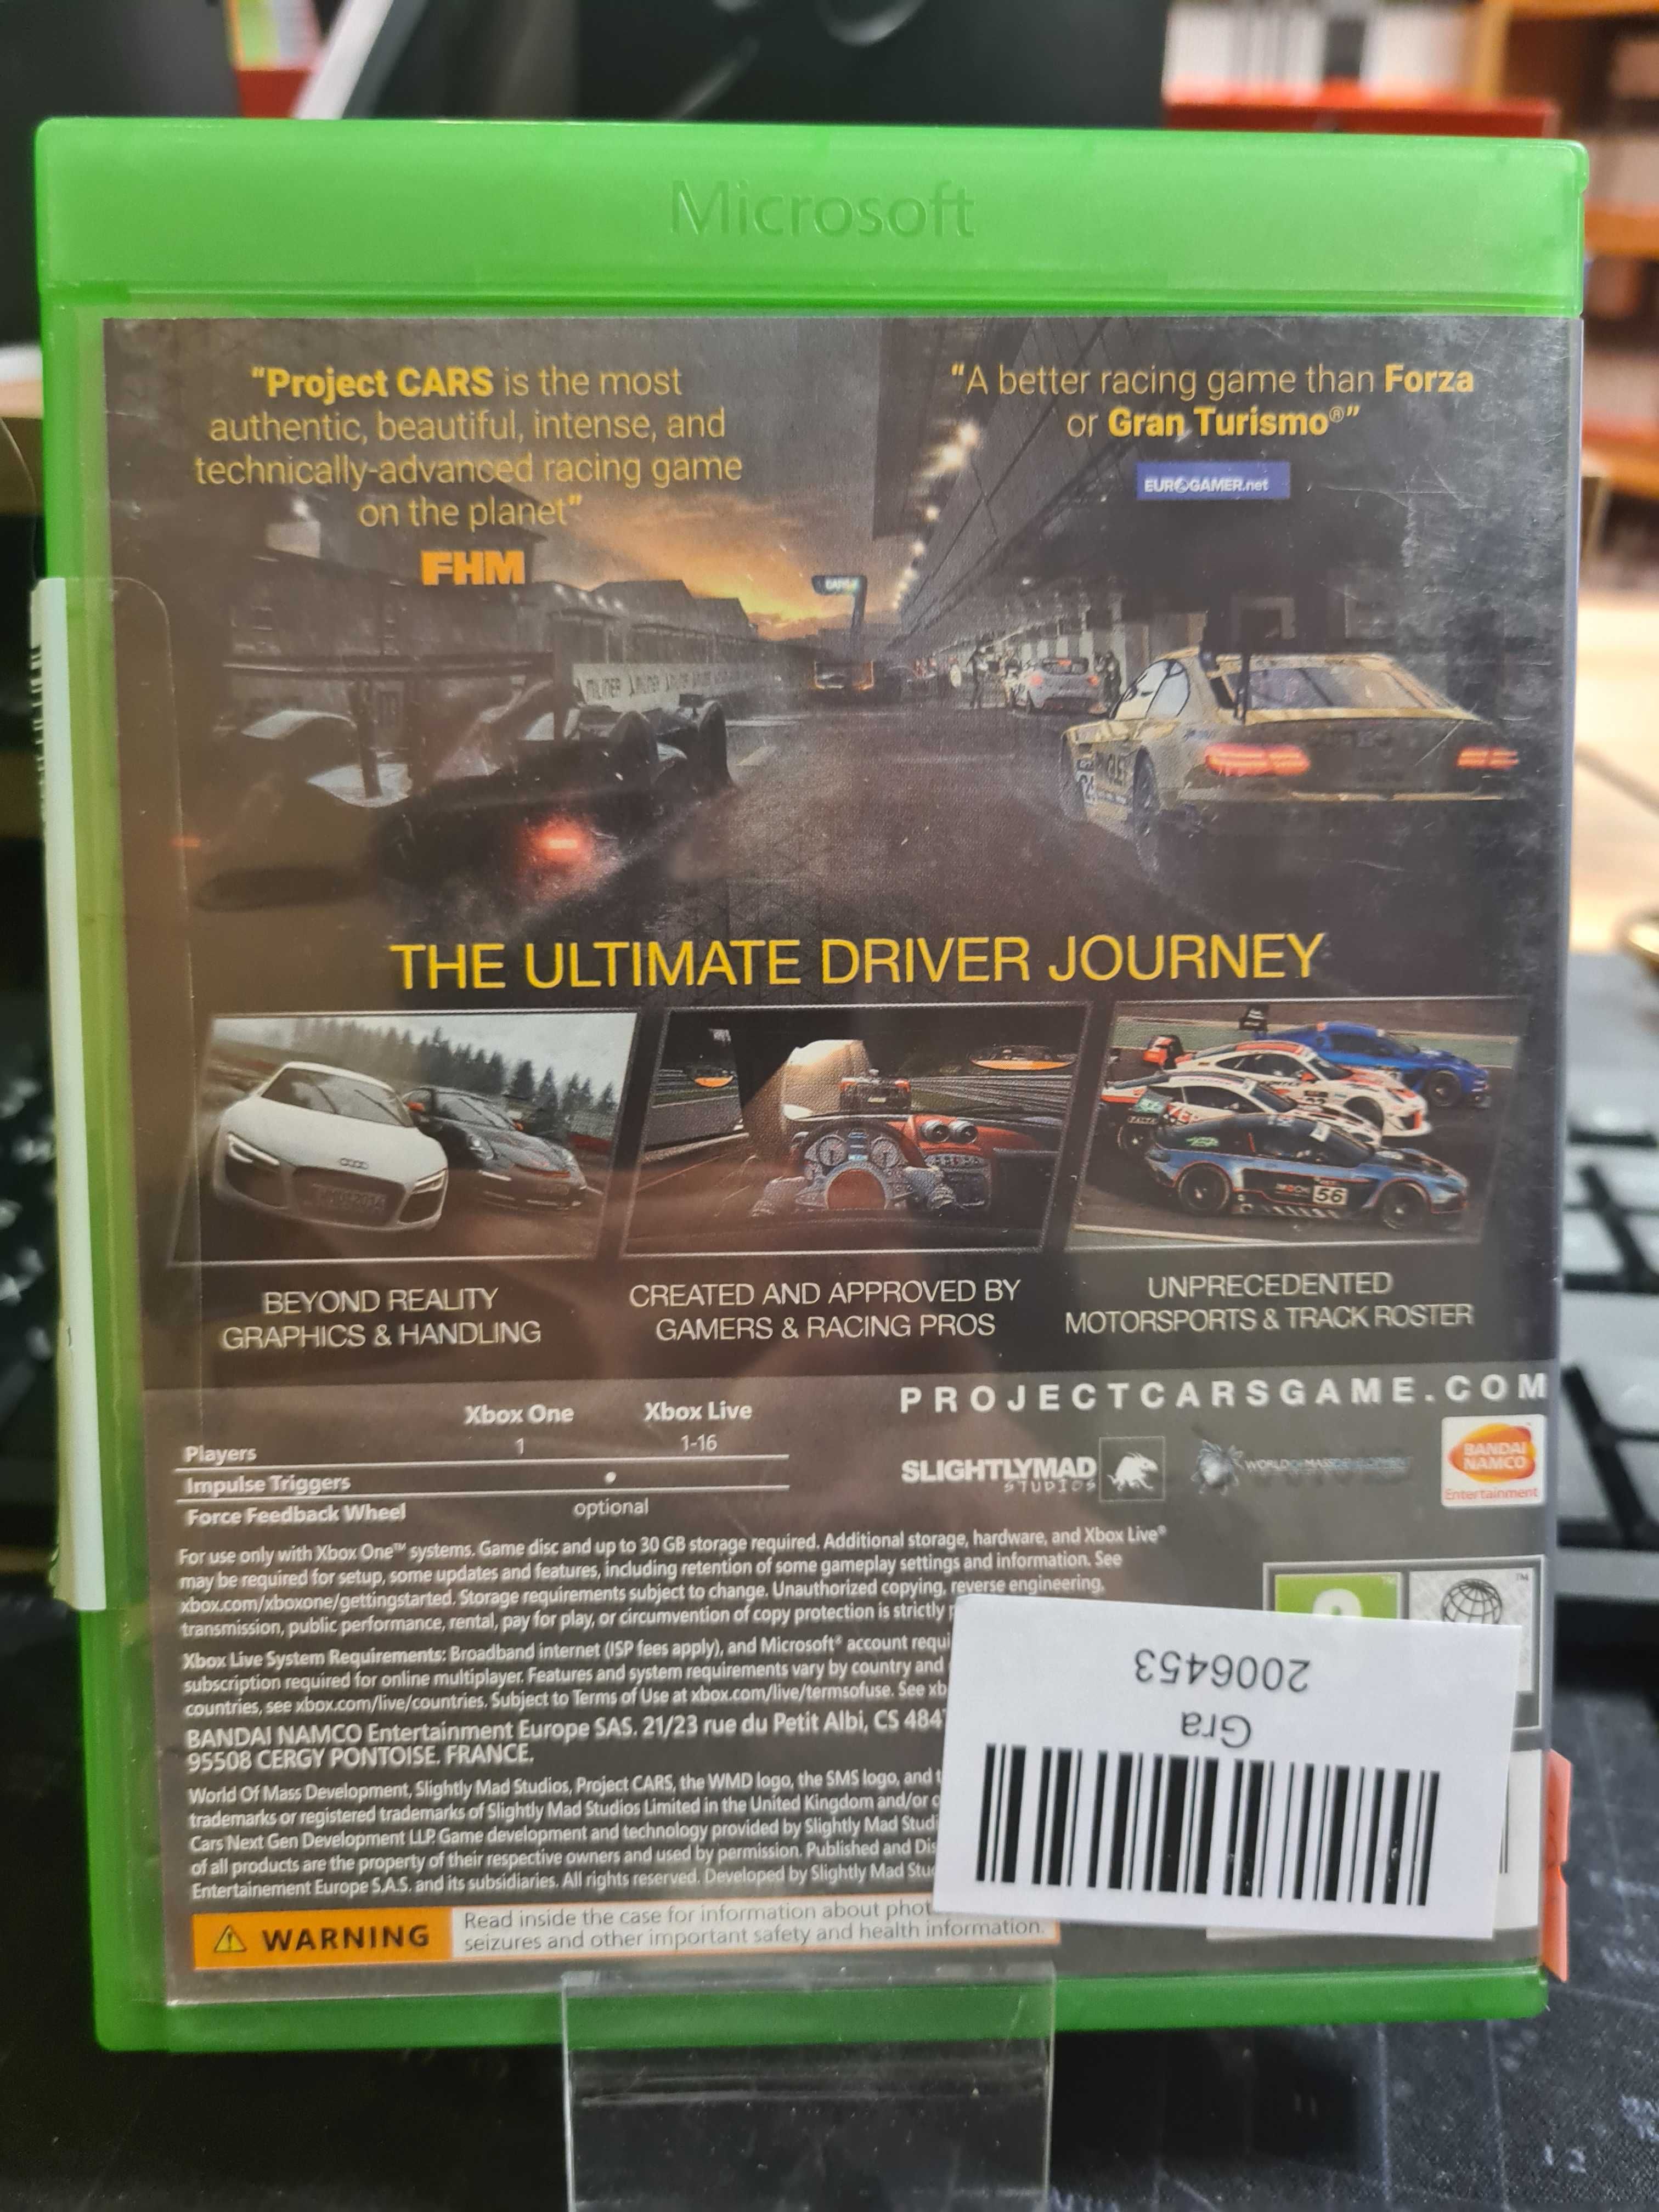 Microsoft
"Project CARS is the most
authentic, beautiful, intense, and
technically-advanced racing game
on the planet"
FHM
"A better racing game than Forza
or Gran Turismo®"
EUROGAMER.net
THE ULTIMATE DRIVER JOURNEY
56
BEYOND REALITY
GRAPHICS & HANDLING
CREATED AND APPROVED BY
GAMERS & RACING PROS
UNPRECEDENTED
MOTORSPORTS & TRACK ROSTER
PROJECTCARSGAME.COM
Xbox One Xbox Live
Players 1 1-16
Impulse Triggers •
Force Feedback Wheel optional
SLIGHTLYMAD
STUDIOS
WORLDOFMASSDEVELOPMENT
BANDAI
NAMCO
Entertainment
For use only with Xbox One™ systems. Game disc and up to 30 GB storage required. Additional storage, hardware, and Xbox Live®
may be required for setup, some updates and features, including retention of some gameplay settings and information. See
xbox.com/xboxone/gettingstarted. Storage requirements subject to change. Unauthorized copying, reverse engineering,
transmission, public performance, rental, pay for play, or circumvention of copy protection is strictly
Xbox Live System Requirements: Broadband internet (ISP fees apply), and Microsoft® account requi
subscription required for online multiplayer. Features and system requirements vary by country and
countries, see xbox.com/live/countries. Subject to Terms of Use at xbox.com/live/termsofuse. See xb
BANDAI NAMCO Entertainment Europe SAS. 21/23 rue du Petit Albi, CS 484
95508 CERGY PONTOISE. FRANCE.
World Of Mass Development, Slightly Mad Studios, Project CARS, the WMD logo, the SMS logo, and t
trademarks or registered trademarks of Slightly Mad Studios Limited in the United Kingdom and/or
Cars Next Gen Development LLP. Game development and technology provided by Slightly Mad Studi
of all products are the property of their respective owners and used by permission. Published and Dis
Entertainement Europe S.A.S. and its subsidiaries. All rights reserved. Developed by Slightly Mad Stu
WARNING
Read inside the case for information about phot
seizures and other important safety and health information.
2006453
Gra